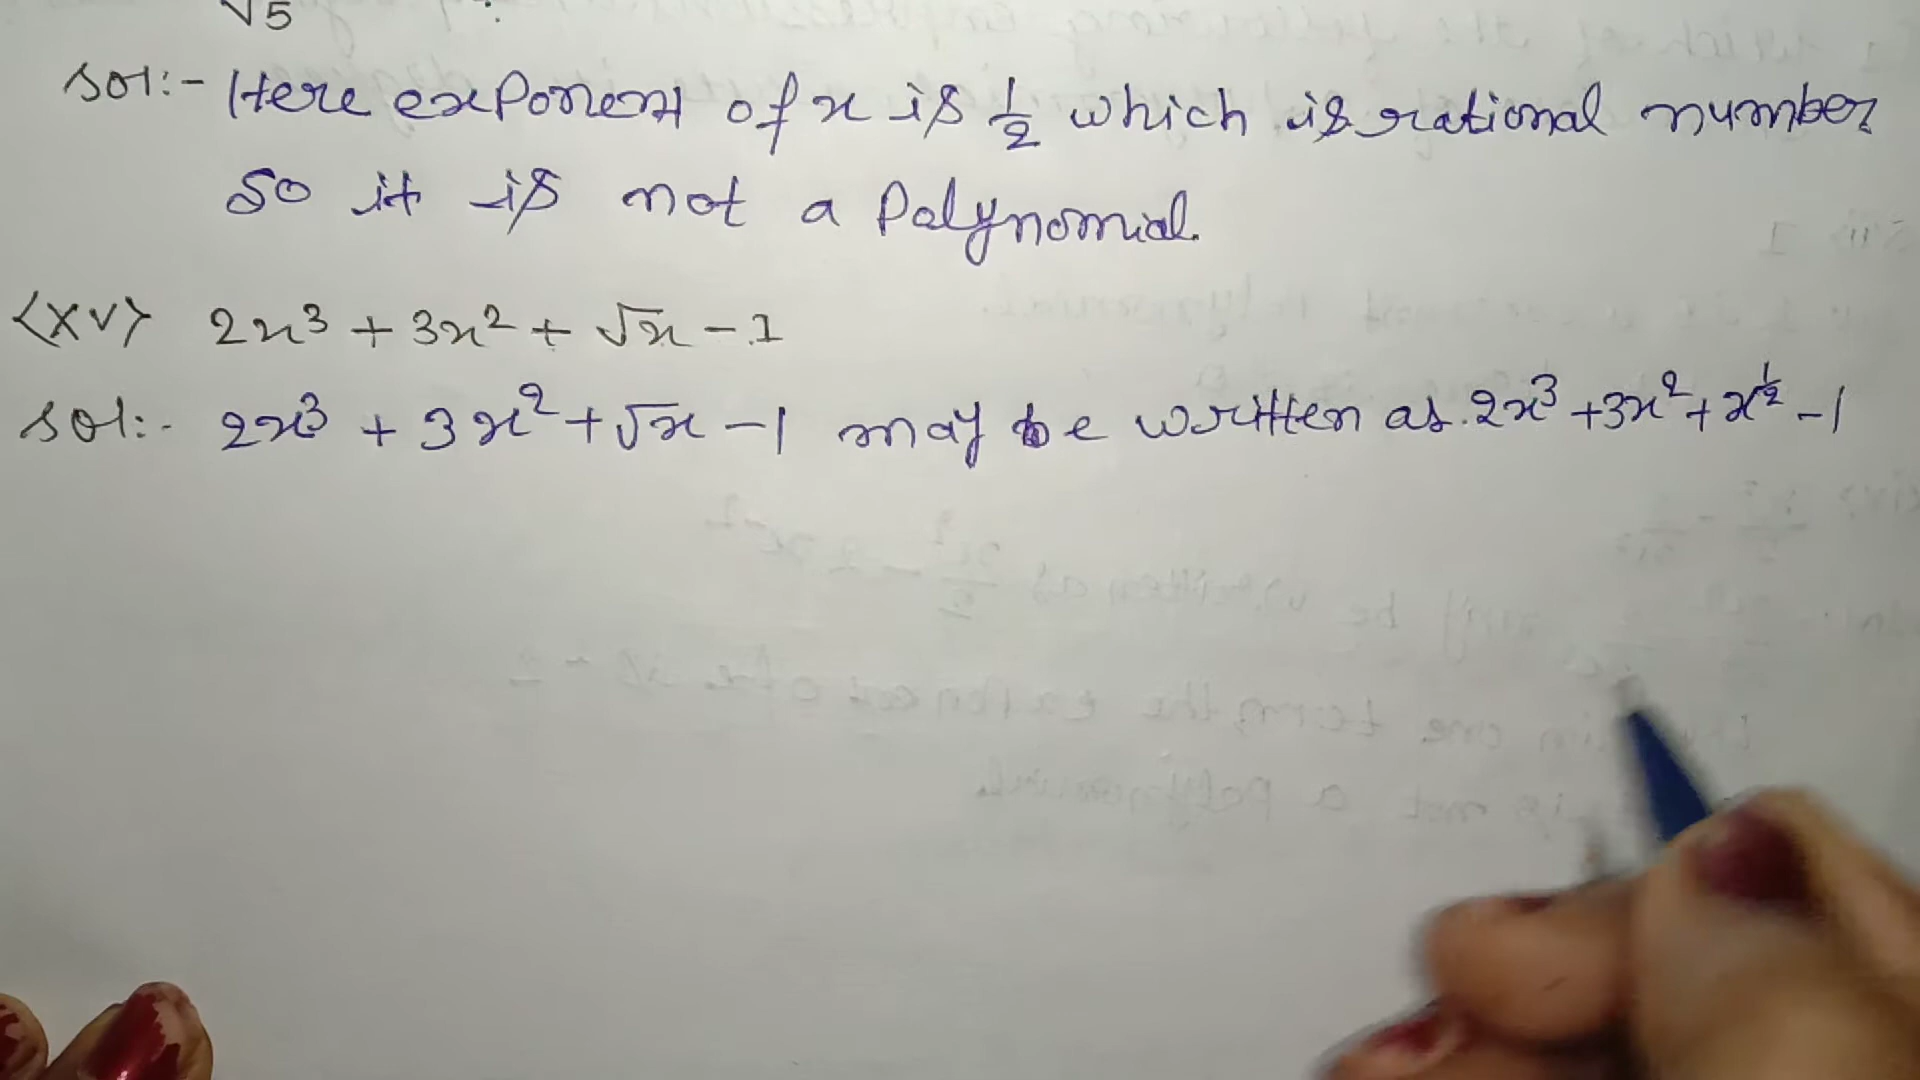 √5
Sol:- Here exponent of x is 1/2 which is rational number
So it is not a Polynomial.
<xv> 2x³ + 3x² + √x - 1
Sol:- 2x³ + 3x² + √x - 1 may be written as 2x³ + 3x² + x^½ - 1